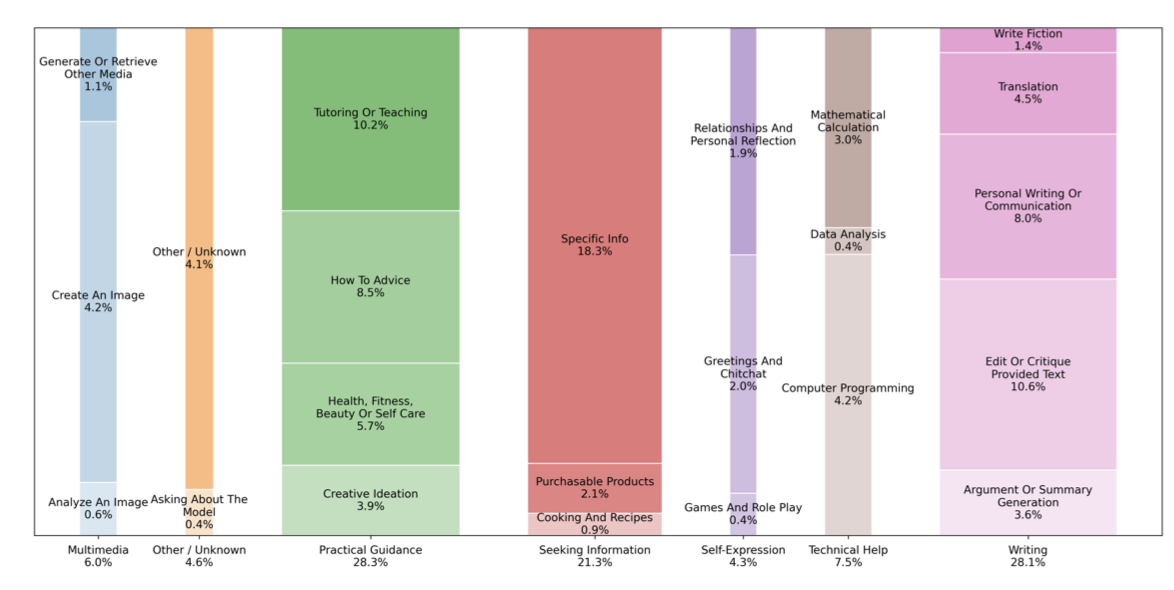 Generate Or Retrieve
Other Media
1.1%
Create An Image
4.2%
Analyze An Image
0.6%
Other / Unknown
4.1%
Asking About The
Model
0.4%
Tutoring Or Teaching
10.2%
How To Advice
8.5%
Health, Fitness,
Beauty Or Self Care
5.7%
Creative Ideation
3.9%
Specific Info
18.3%
Purchasable Products
2.1%
Cooking And Recipes
0.9%
Relationships And
Personal Reflection
1.9%
Greetings And
Chitchat
2.0%
Games And Role Play
0.4%
Mathematical
Calculation
3.0%
Data Analysis
0.4%
Computer Programming
4.2%
Write Fiction
1.4%
Translation
4.5%
Personal Writing Or
Communication
8.0%
Edit Or Critique
Provided Text
10.6%
Argument Or Summary
Generation
3.6%
Multimedia
6.0%
Other / Unknown
4.6%
Practical Guidance
28.3%
Seeking Information
21.3%
Self-Expression
4.3%
Technical Help
7.5%
Writing
28.1%